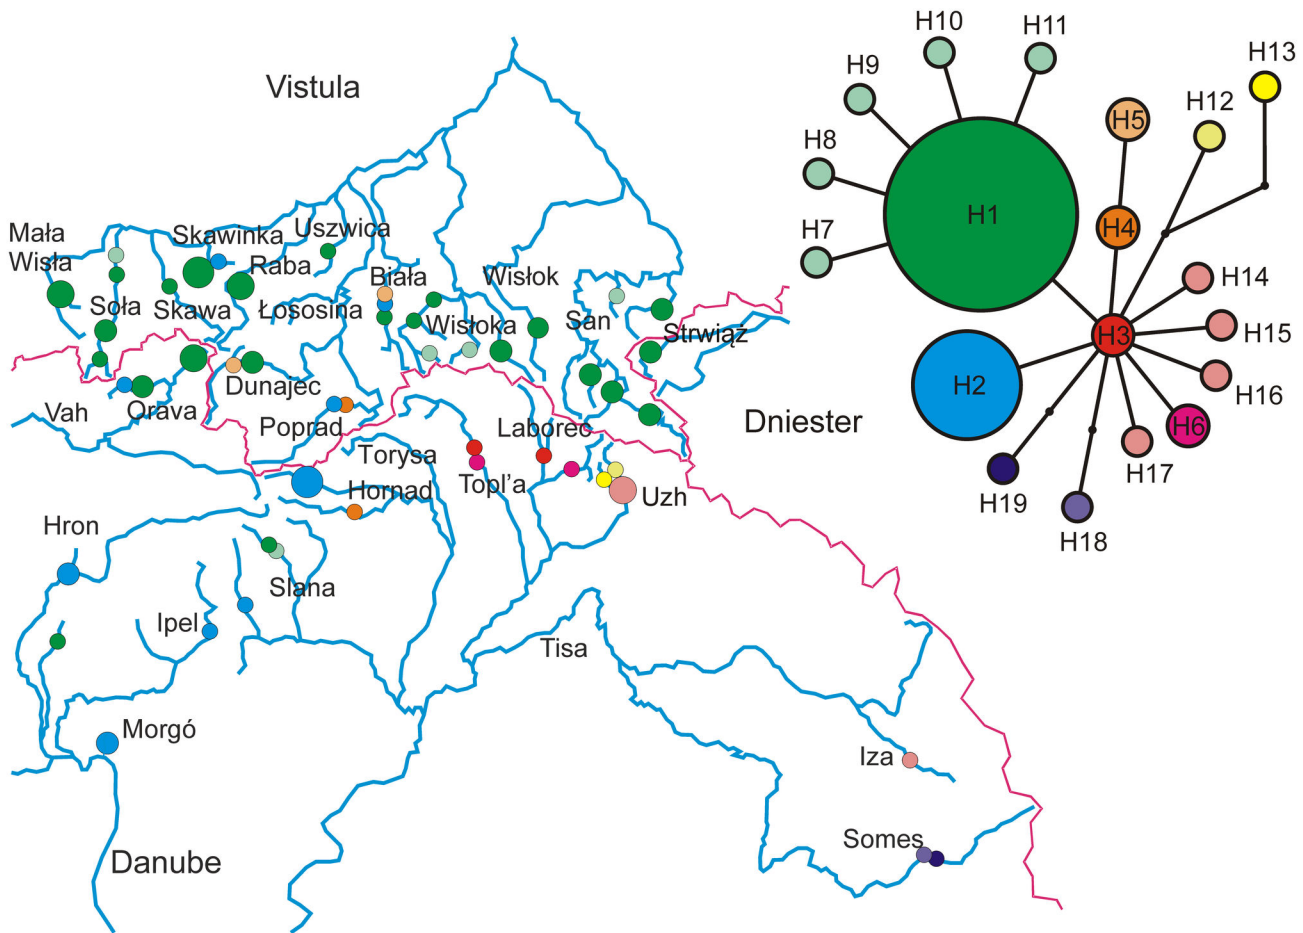 Vistula
Mała
Wisła
Soła
Skawinka
Skawa
Raba
Uszwica
Łososina
Biała
Wisłoka
Wisłok
San
Strwiąż
Dunajec
Orava
Vah
Poprad
Torysa
Hornad
Topl'a
Laborec
Uzh
Dniester
Hron
Slana
Ipel
Tisa
Morgó
Iza
Somes
Danube
H10
H11
H9
H8
H7
H1
H13
H12
H5
H4
H14
H15
H3
H16
H2
H6
H17
H19
H18